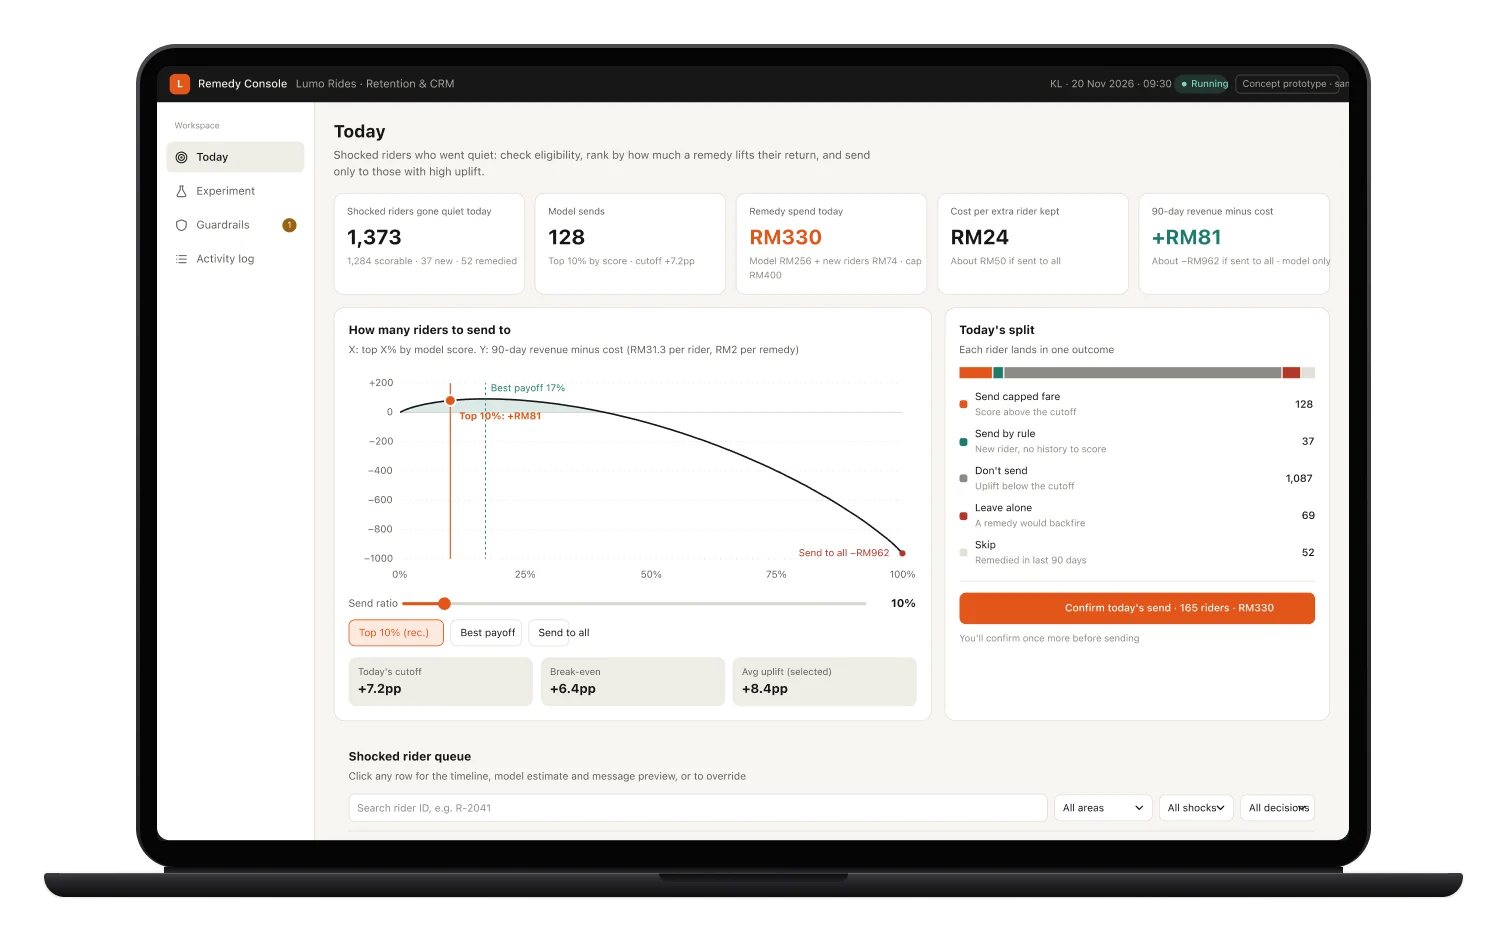 L Remedy Console Lumo Rides · Retention & CRM
KL · 20 Nov 2026 · 09:30 Running Concept prototype ·
Workspace
Today
Experiment
Guardrails 1
Activity log
Today
Shocked riders who went quiet: check eligibility, rank by how much a remedy lifts their return, and send
only to those with high uplift.
Shocked riders gone quiet today
1,373
1,284 scorable · 37 new · 52 remedied
Model sends
128
Top 10% by score · cutoff +7.2pp
Remedy spend today
RM330
Model RM256 + new riders RM74 · cap
RM400
Cost per extra rider kept
RM24
About RM50 if sent to all
90-day revenue minus cost
+RM81
About −RM962 if sent to all · model only
How many riders to send to
X: top X% by model score. Y: 90-day revenue minus cost (RM31.3 per rider, RM2 per remedy)
+200
0
−200
−400
−600
−800
−1000
Best payoff 17%
Top 10%: +RM81
Send to all −RM962
0% 25% 50% 75% 100%
Send ratio 10%
Top 10% (rec.) Best payoff Send to all
Today's cutoff
+7.2pp
Break-even
+6.4pp
Avg uplift (selected)
+8.4pp
Today's split
Each rider lands in one outcome
Send capped fare 128
Score above the cutoff
Send by rule 37
New rider, no history to score
Don't send 1,087
Uplift below the cutoff
Leave alone 69
A remedy would backfire
Skip 52
Remedied in last 90 days
Confirm today's send · 165 riders · RM330
You'll confirm once more before sending
Shocked rider queue
Click any row for the timeline, model estimate and message preview, or to override
Search rider ID, e.g. R-2041 All areas All shocks All decisions